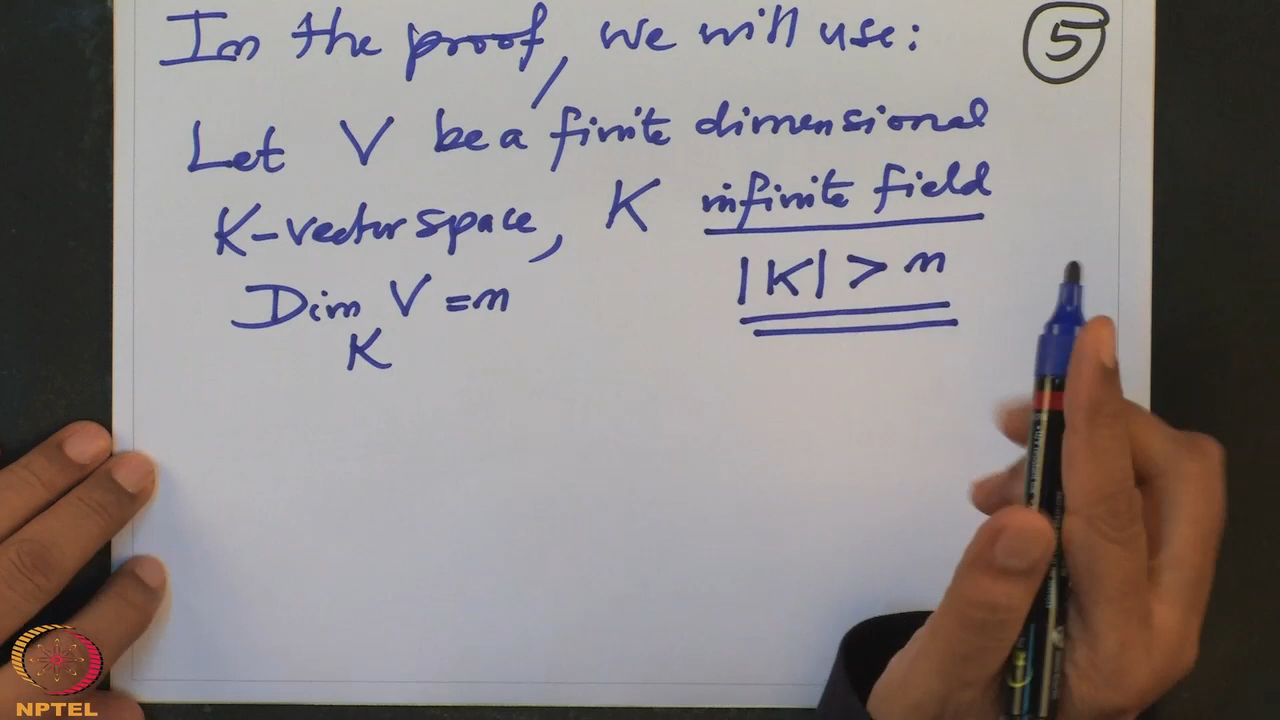 In the proof, we will use:
5
Let V be a finite dimensional
K-vector space, K infinite field
|K| > n
Dim V = n
K
NPTEL